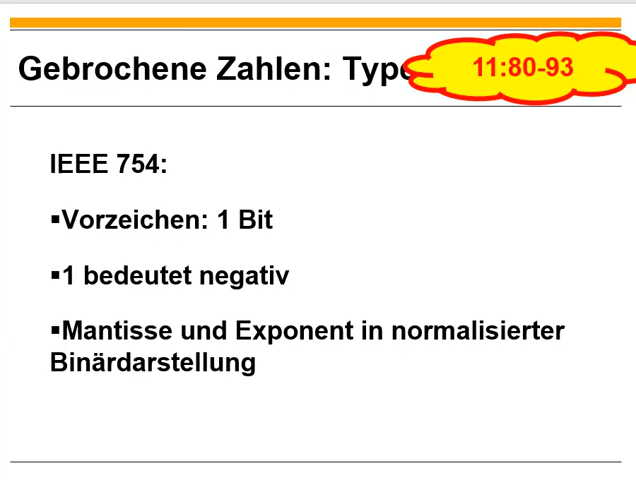 Gebrochene Zahlen: Type
11:80-93
IEEE 754:
▪Vorzeichen: 1 Bit
▪1 bedeutet negativ
▪Mantisse und Exponent in normalisierter
Binärdarstellung